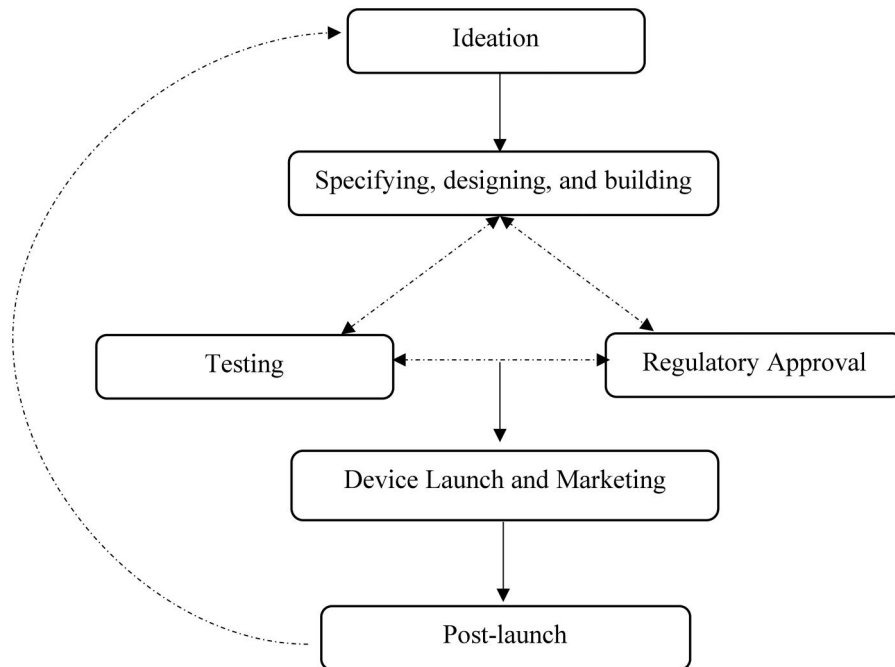 Ideation
Specifying, designing, and building
Testing
Regulatory Approval
Device Launch and Marketing
Post-launch